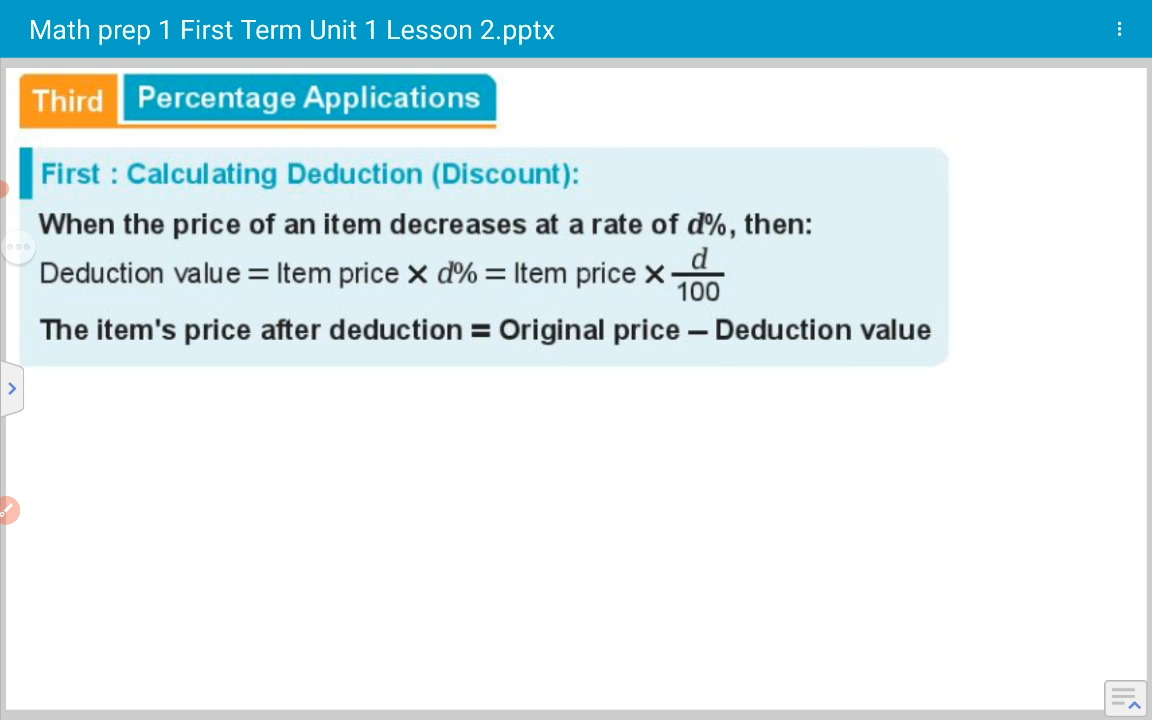 Math prep 1 First Term Unit 1 Lesson 2.pptx
Third Percentage Applications
First : Calculating Deduction (Discount):
When the price of an item decreases at a rate of d%, then:
Deduction value = Item price × d% = Item price × d/100
The item's price after deduction = Original price – Deduction value